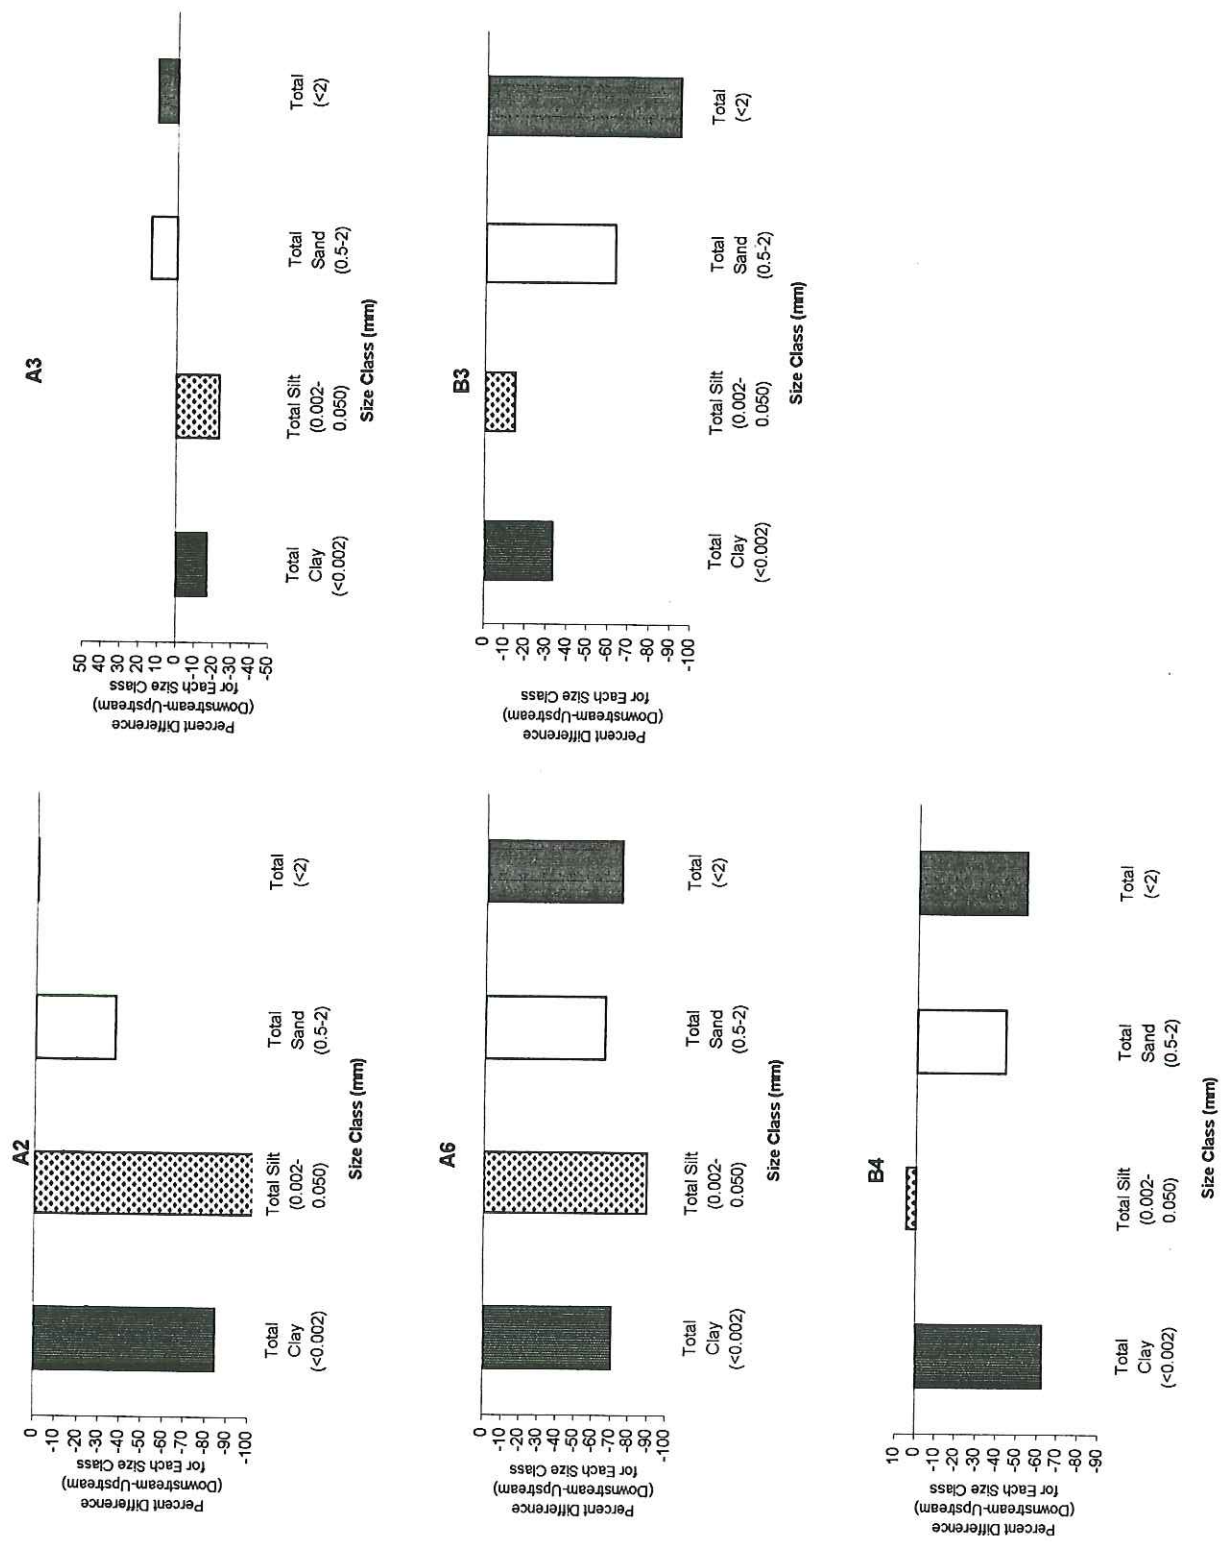 A2
Percent Difference
(Downstream-Upstream)
for Each Size Class
0
-10
-20
-30
-40
-50
-60
-70
-80
-90
-100
Total
Clay
(<0.002)
Total Silt
(0.002-
0.050)
Total
Sand
(0.5-2)
Total
(<2)
Size Class (mm)
A3
Percent Difference
(Downstream-Upstream)
for Each Size Class
50
40
30
20
10
0
-10
-20
-30
-40
-50
Total
Clay
(<0.002)
Total Silt
(0.002-
0.050)
Total
Sand
(0.5-2)
Total
(<2)
Size Class (mm)
A6
Percent Difference
(Downstream-Upstream)
for Each Size Class
0
-10
-20
-30
-40
-50
-60
-70
-80
-90
-100
Total
Clay
(<0.002)
Total Silt
(0.002-
0.050)
Total
Sand
(0.5-2)
Total
(<2)
Size Class (mm)
B3
Percent Difference
(Downstream-Upstream)
for Each Size Class
0
-10
-20
-30
-40
-50
-60
-70
-80
-90
-100
Total
Clay
(<0.002)
Total Silt
(0.002-
0.050)
Total
Sand
(0.5-2)
Total
(<2)
Size Class (mm)
B4
Percent Difference
(Downstream-Upstream)
for Each Size Class
10
0
-10
-20
-30
-40
-50
-60
-70
-80
-90
Total
Clay
(<0.002)
Total Silt
(0.002-
0.050)
Total
Sand
(0.5-2)
Total
(<2)
Size Class (mm)